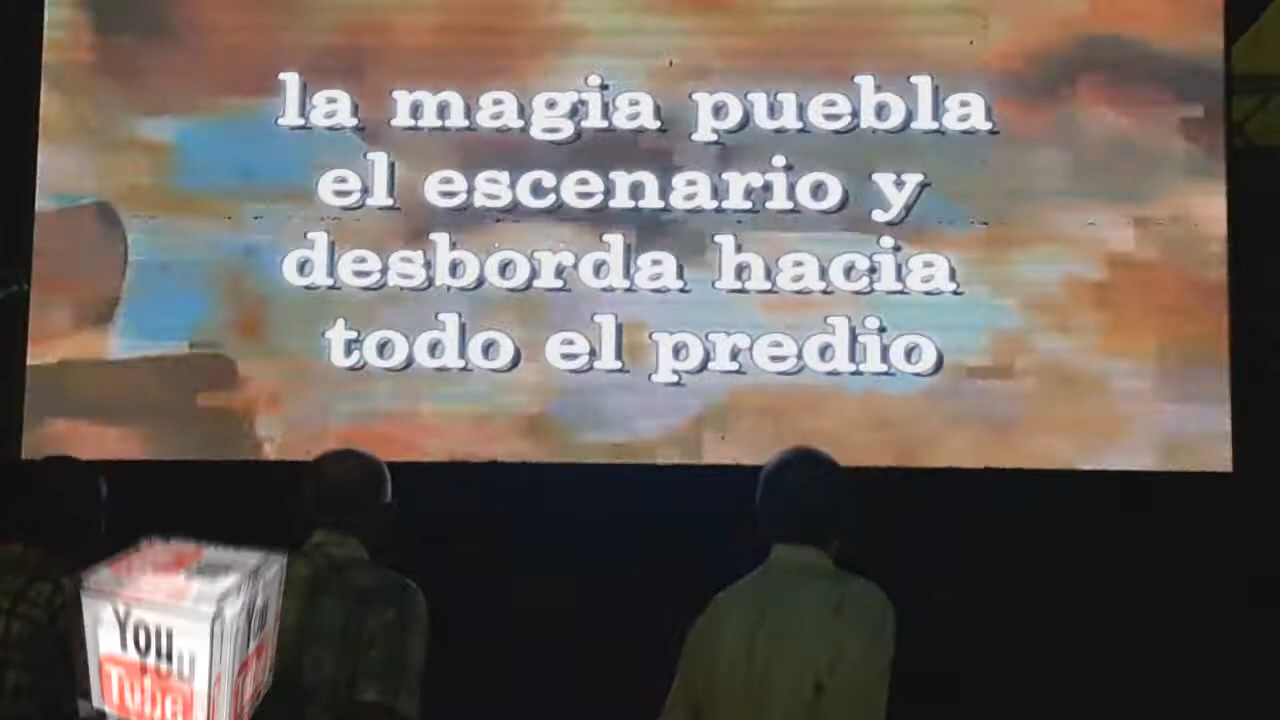 la magia puebla
el escenario y
desborda hacia
todo el predio
You
Tube